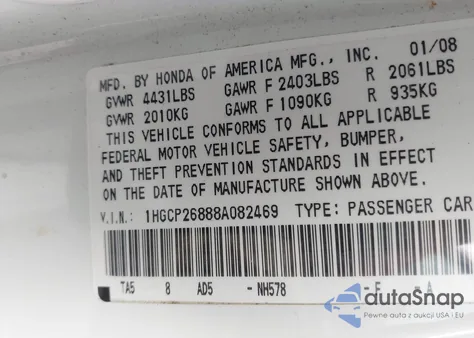 MFD. BY HONDA OF AMERICA MFG., INC. 01/08
GVWR 4431LBS GAWR F 2403LBS R 2061LBS
GVWR 2010KG GAWR F 1090KG R 935KG
THIS VEHICLE CONFORMS TO ALL APPLICABLE
FEDERAL MOTOR VEHICLE SAFETY, BUMPER,
AND THEFT PREVENTION STANDARDS IN EFFECT
ON THE DATE OF MANUFACTURE SHOWN ABOVE.
V.I.N.: 1HGCP26888A082469 TYPE: PASSENGER CAR
TA5 8 AD5 -NH578 -F -A
autaSnap
Pewne auta z aukcji USA i EU